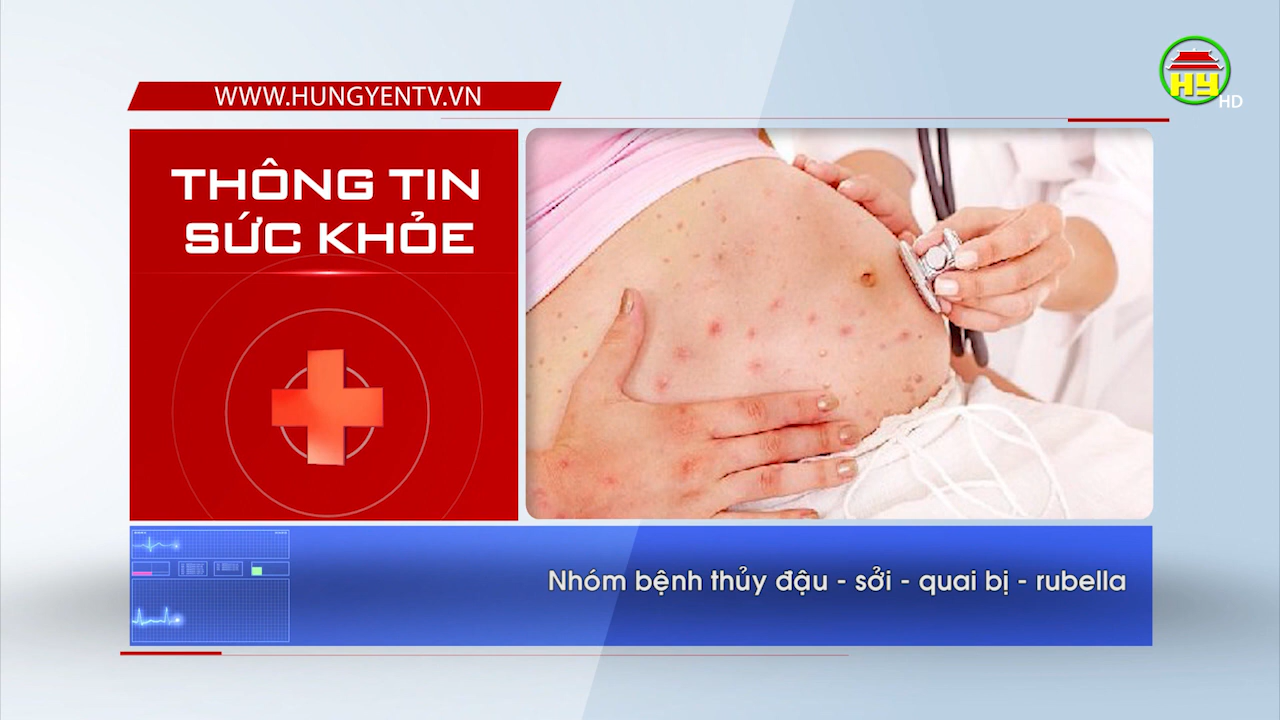 WWW.HUNGYENTV.VN
HY
HD
THÔNG TIN
SỨC KHỎE
Nhóm bệnh thủy đậu - sởi - quai bị - rubella